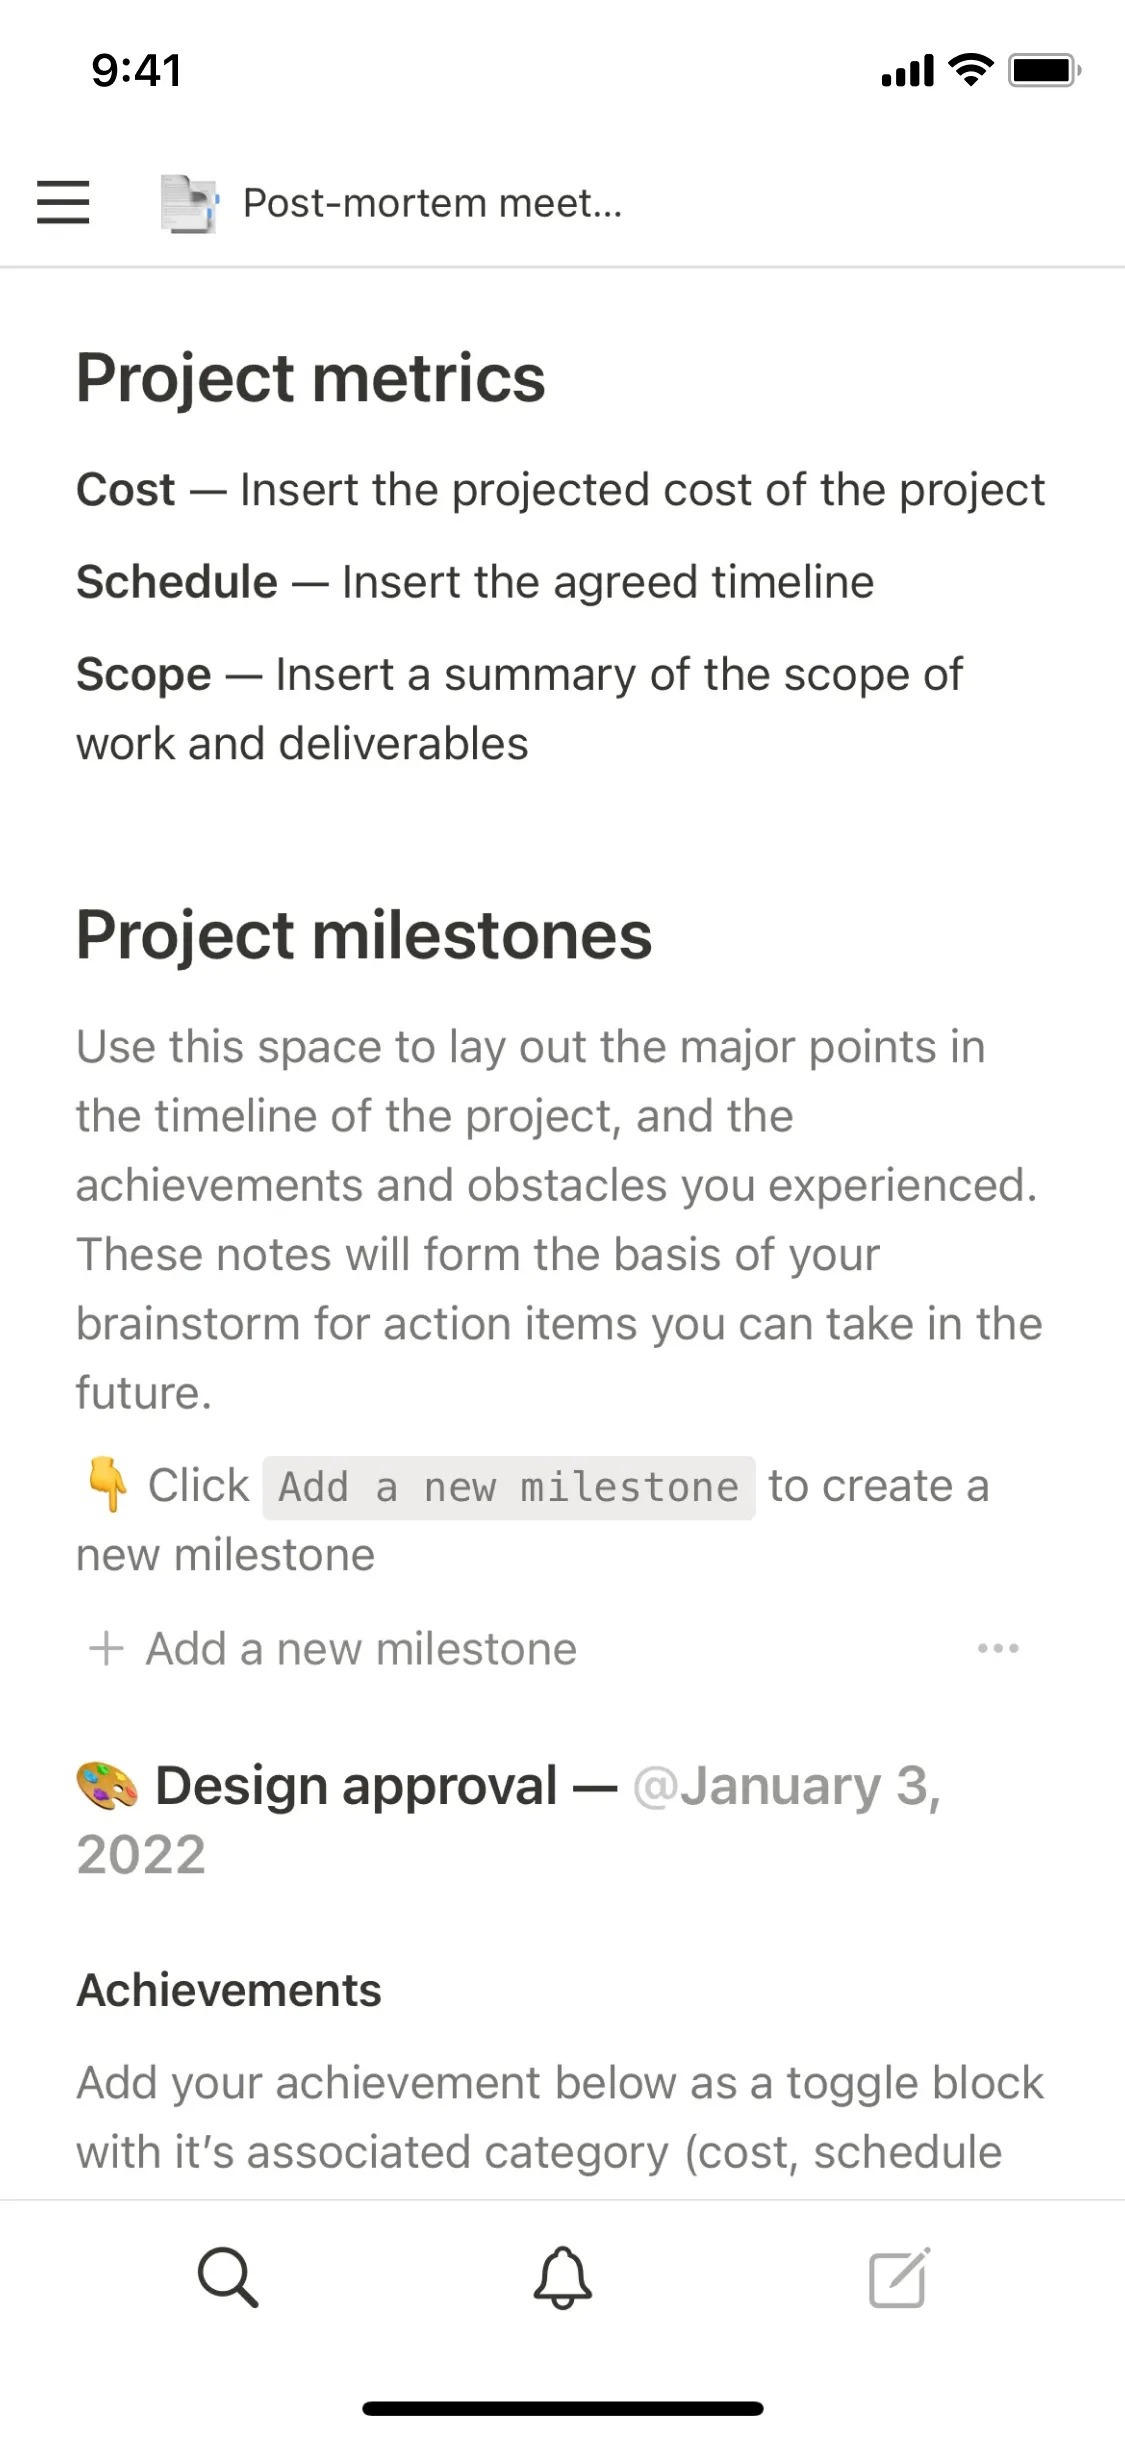 9:41
Post-mortem meet...
Project metrics
Cost — Insert the projected cost of the project
Schedule — Insert the agreed timeline
Scope — Insert a summary of the scope of
work and deliverables
Project milestones
Use this space to lay out the major points in
the timeline of the project, and the
achievements and obstacles you experienced.
These notes will form the basis of your
brainstorm for action items you can take in the
future.
👇 Click Add a new milestone to create a
new milestone
+ Add a new milestone
🎨 Design approval — @January 3,
2022
Achievements
Add your achievement below as a toggle block
with it’s associated category (cost, schedule